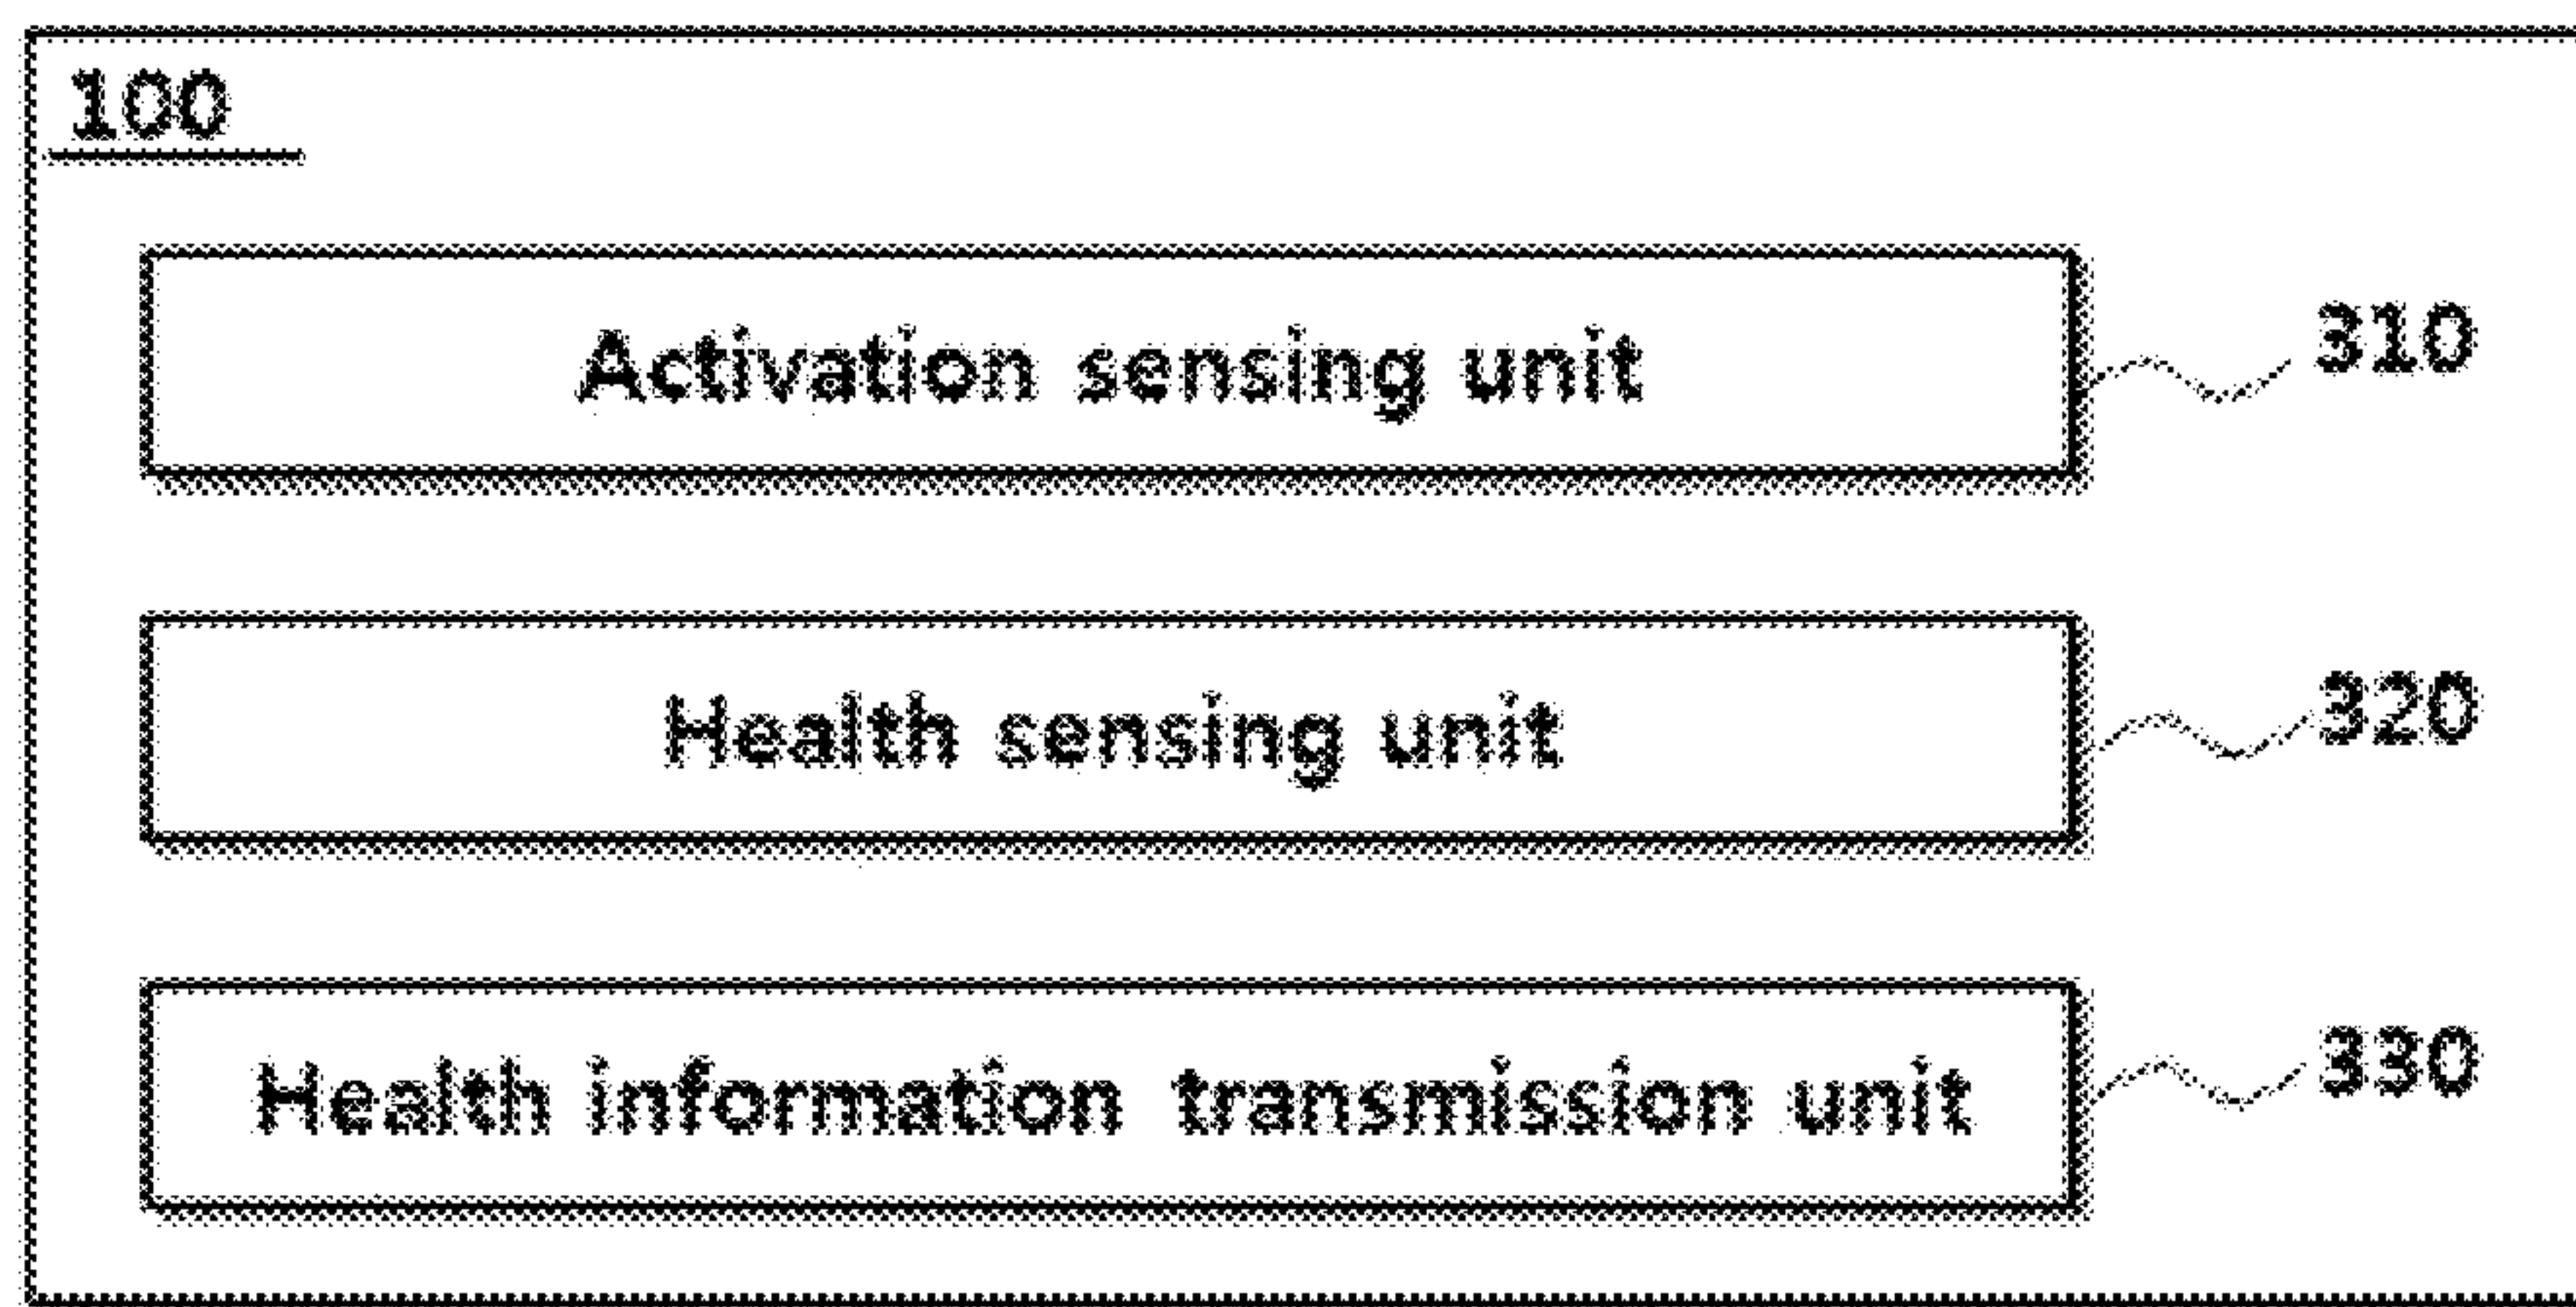 100
Activation sensing unit 310
Health sensing unit 320
Health information transmission unit 330